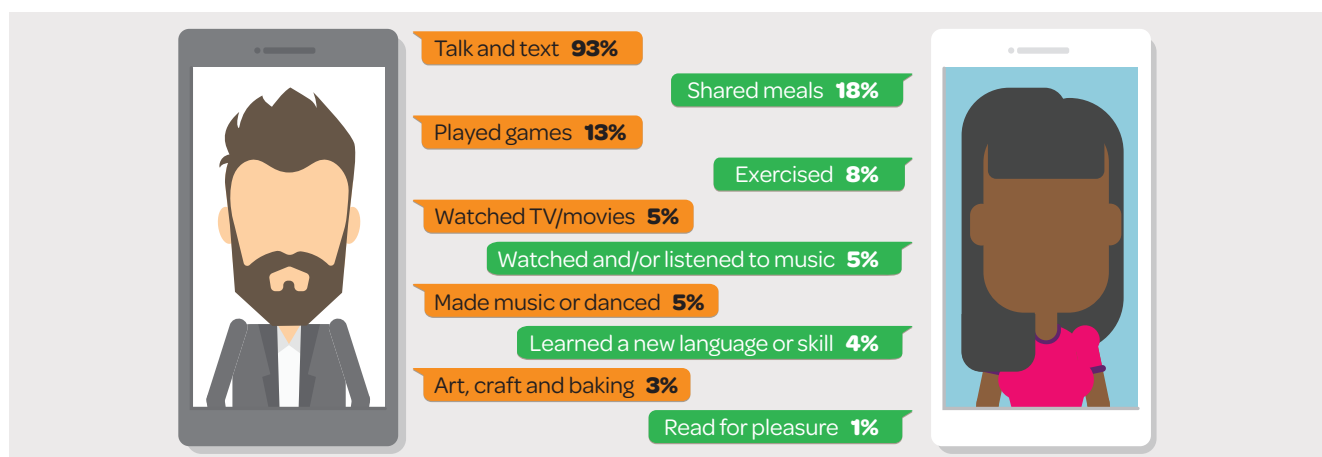 Talk and text 93%
Shared meals 18%
Played games 13%
Exercised 8%
Watched TV/movies 5%
Watched and/or listened to music 5%
Made music or danced 5%
Learned a new language or skill 4%
Art, craft and baking 3%
Read for pleasure 1%